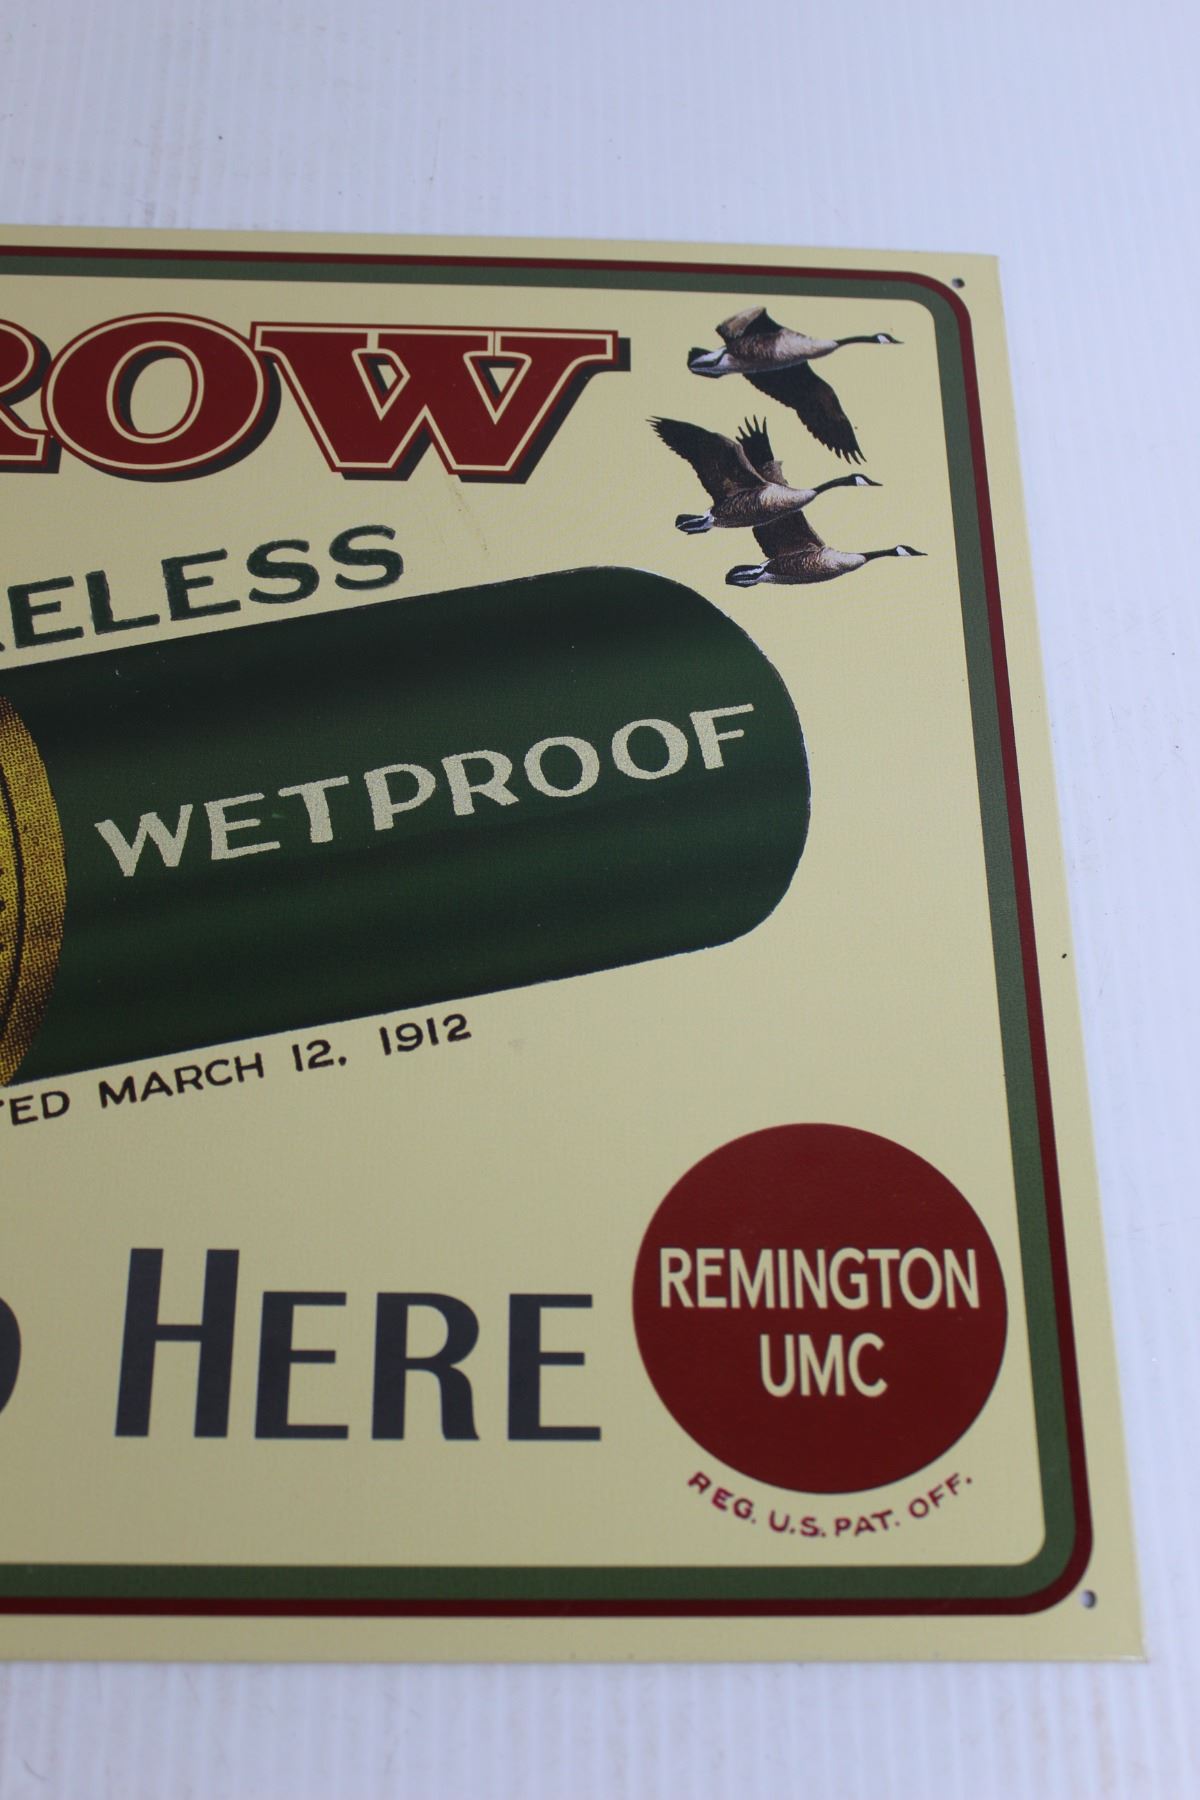 ROW
ELESS
WETPROOF
TED MARCH 12, 1912
HERE
REMINGTON
UMC
REG. U.S. PAT. OFF.